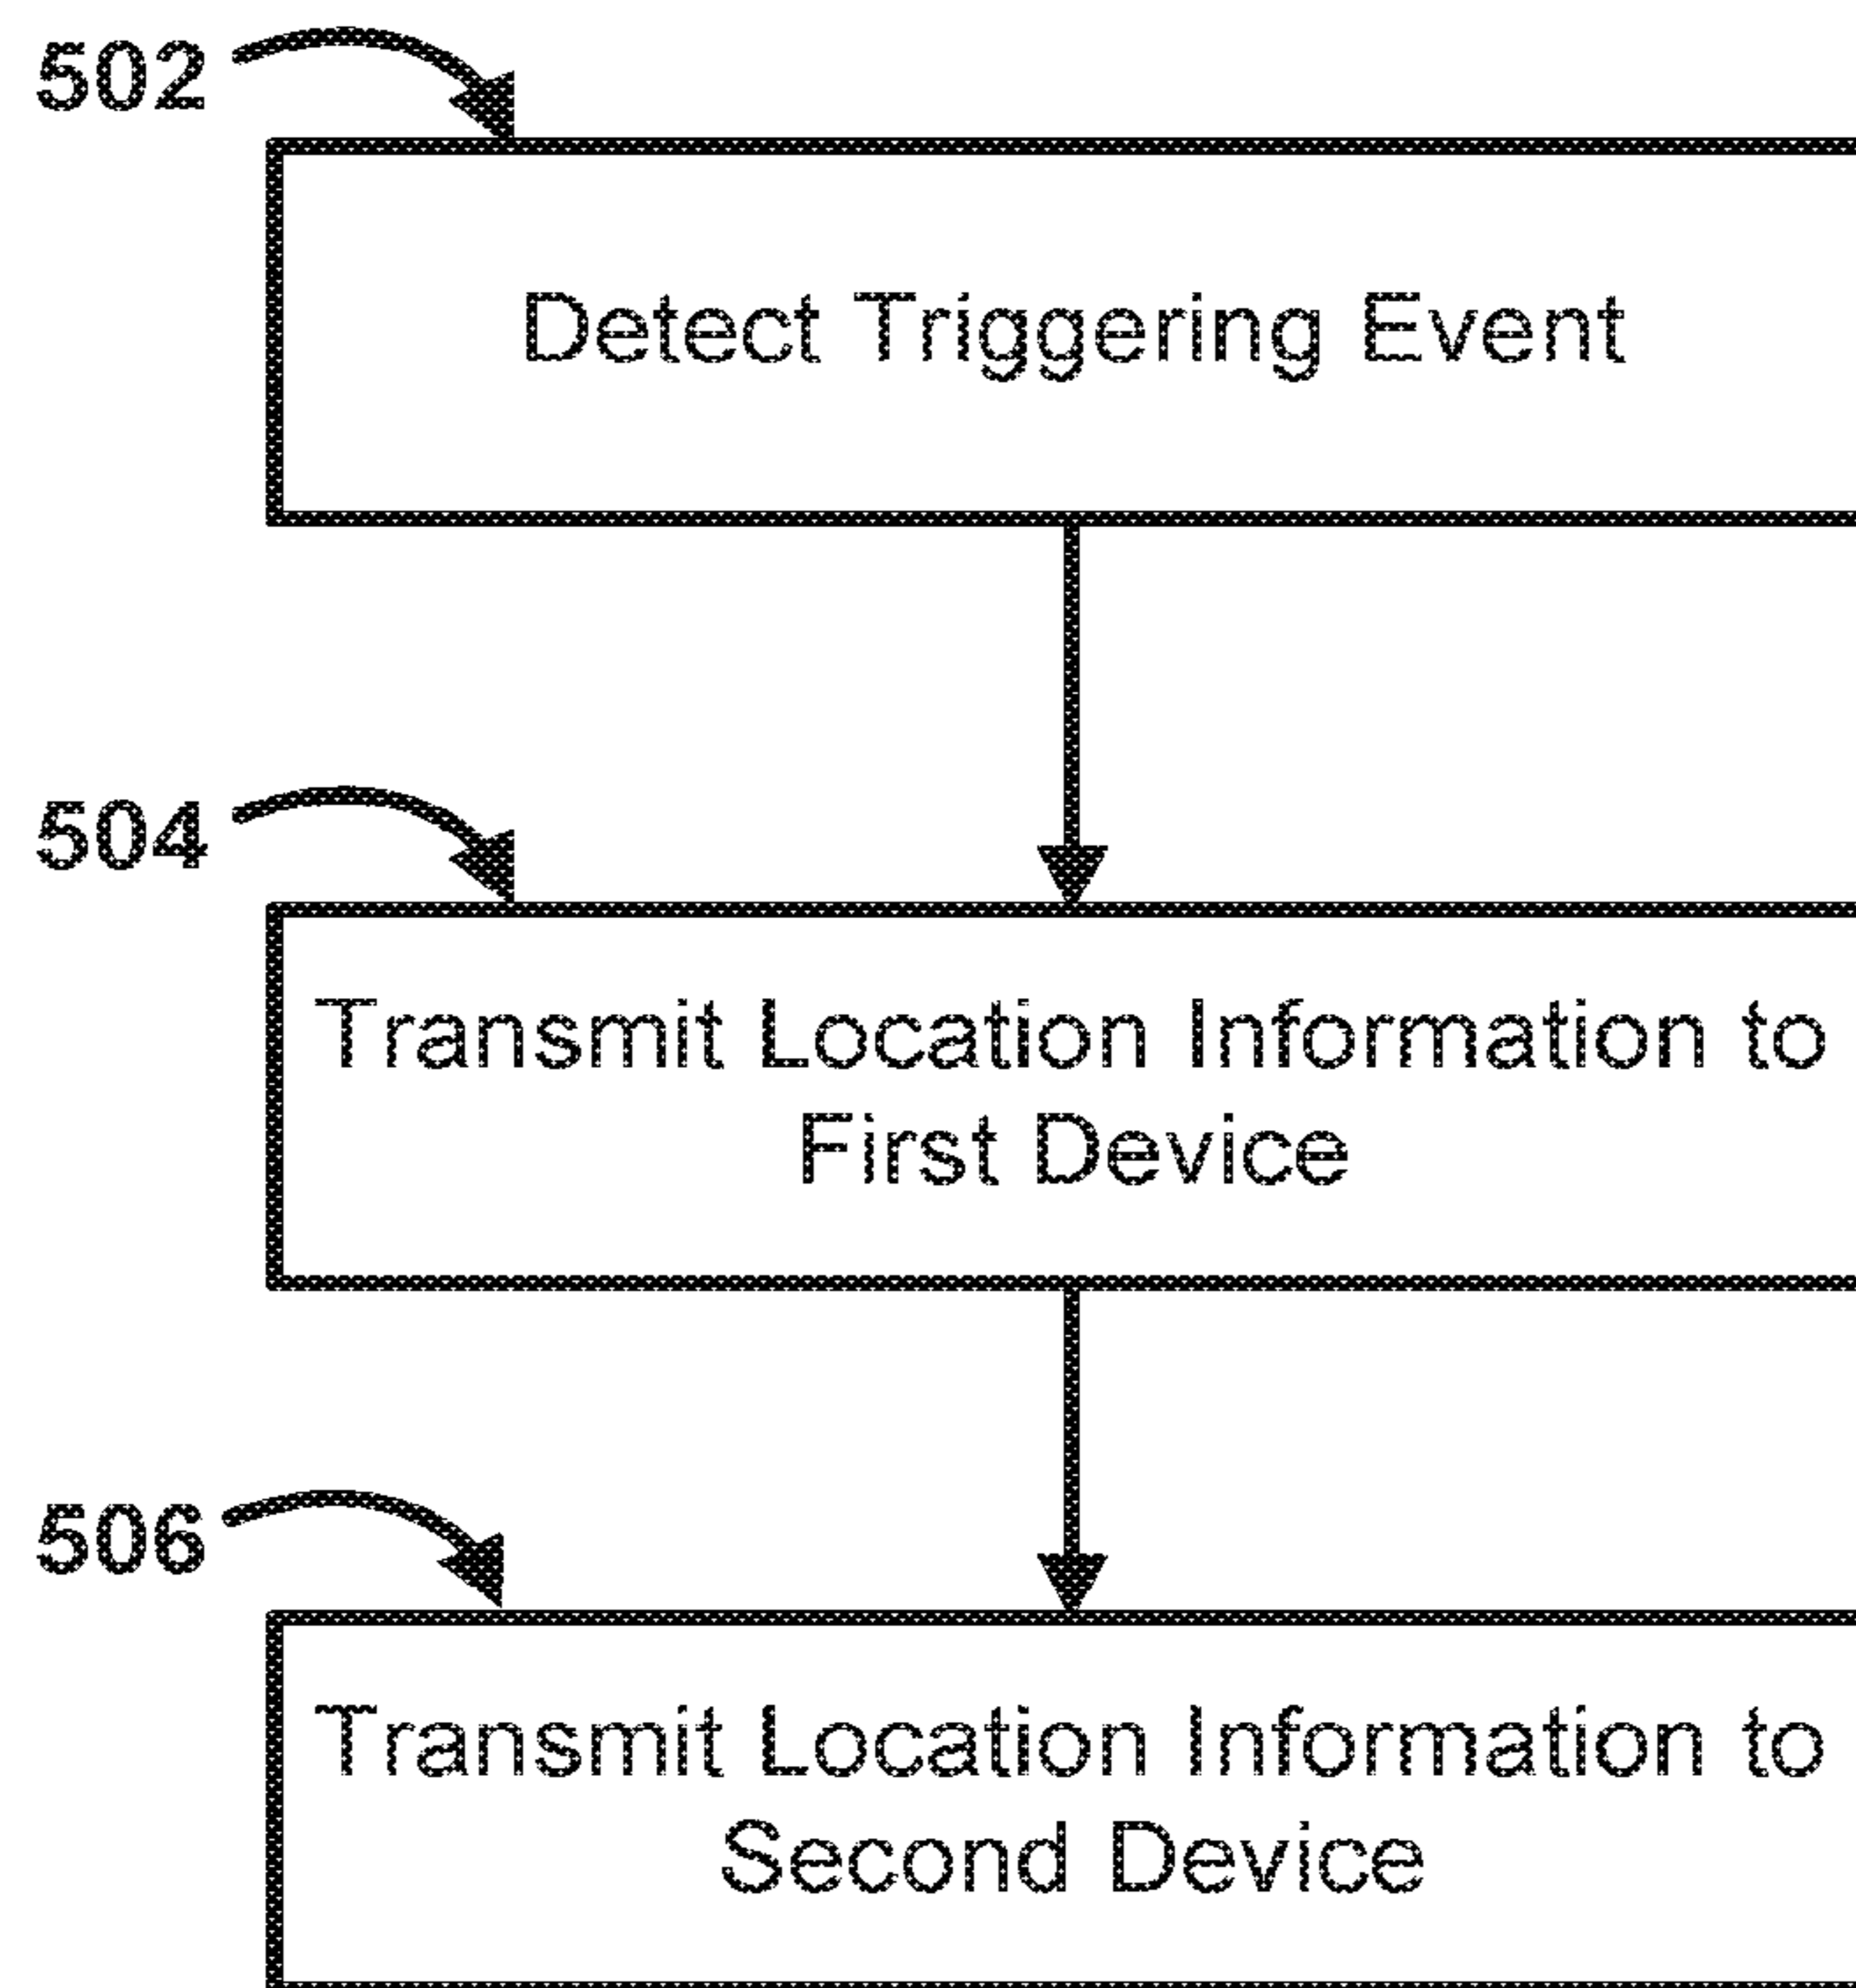 502
Detect Triggering Event
504
Transmit Location Information to
First Device
506
Transmit Location Information to
Second Device